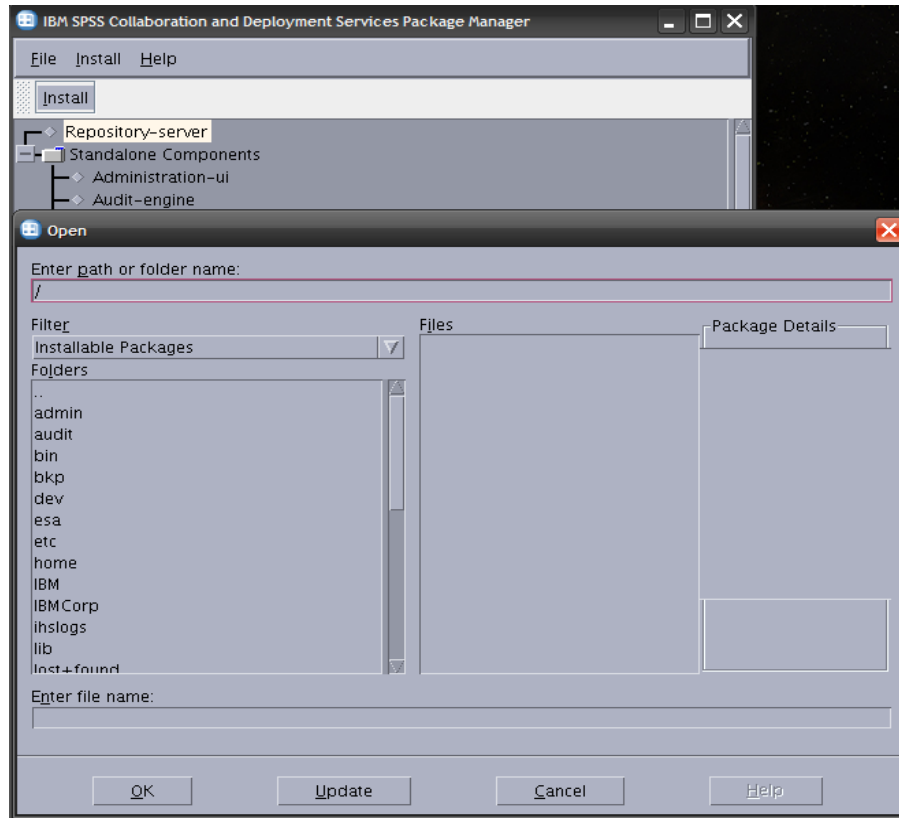 IBM SPSS Collaboration and Deployment Services Package Manager
File Install Help
Install
Repository-server
Standalone Components
Administration-ui
Audit-engine
Open
Enter path or folder name:
/
Filter
Installable Packages
Folders
..
admin
audit
bin
bkp
dev
esa
etc
home
IBM
IBMCorp
ihslogs
lib
lost+found
Files
Package Details
Enter file name:
OK Update Cancel Help